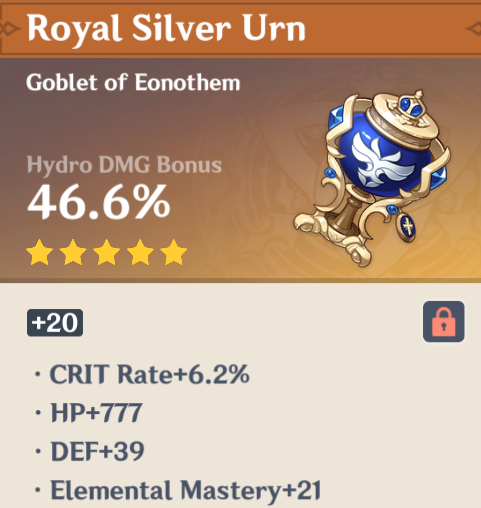 Royal Silver Urn
Goblet of Eonothem
Hydro DMG Bonus
46.6%
+20
· CRIT Rate+6.2%
· HP+777
· DEF+39
· Elemental Mastery+21